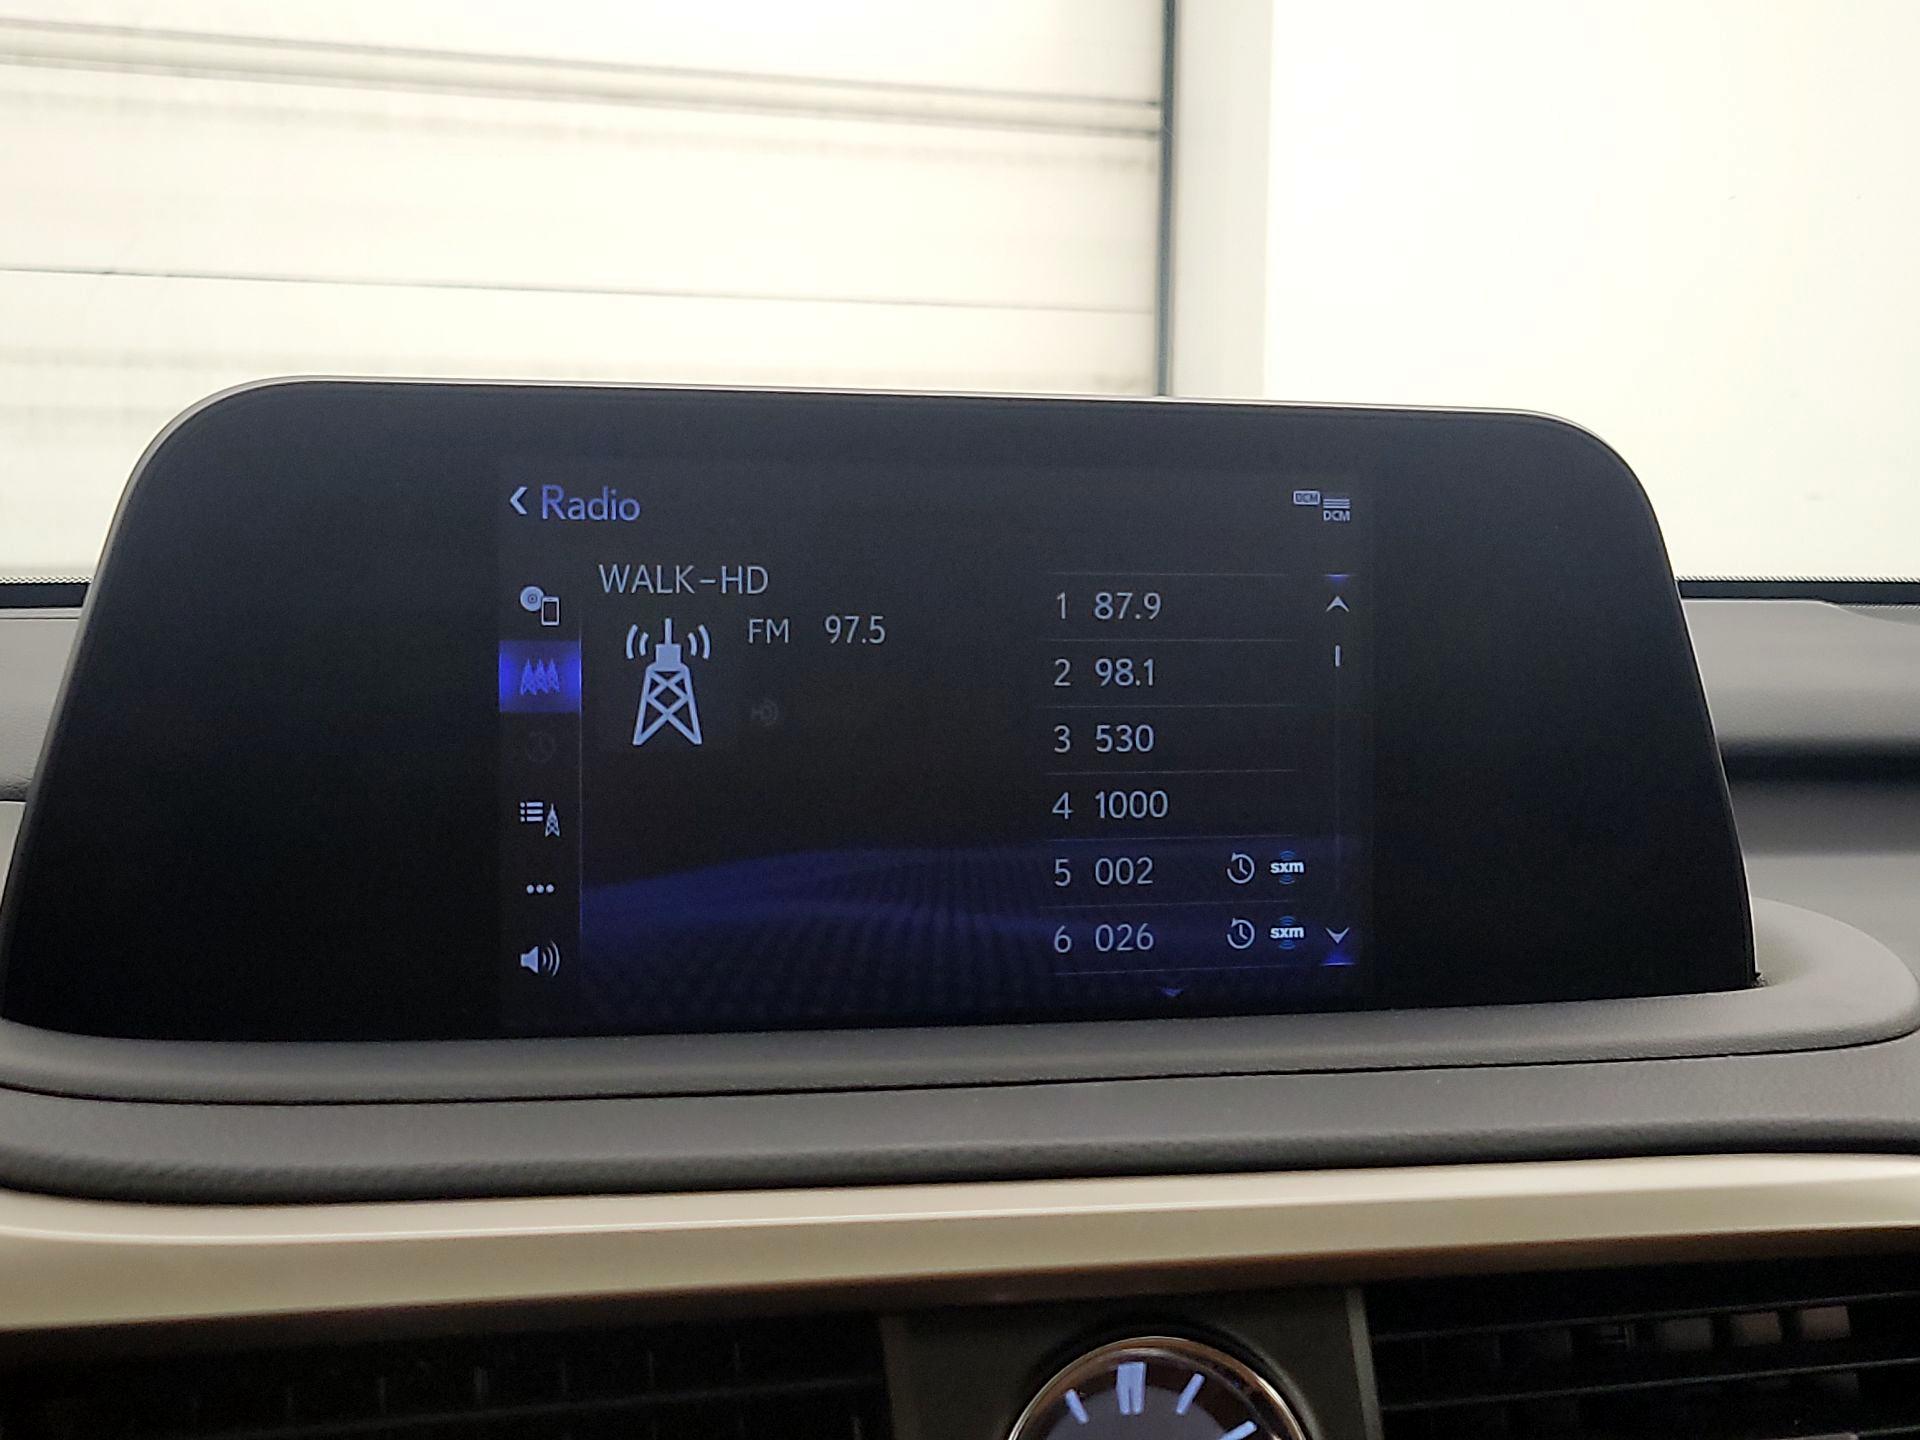 Radio
DCM
DCM
WALK-HD
FM 97.5
1 87.9
2 98.1
3 530
4 1000
5 002 sxm
6 026 sxm